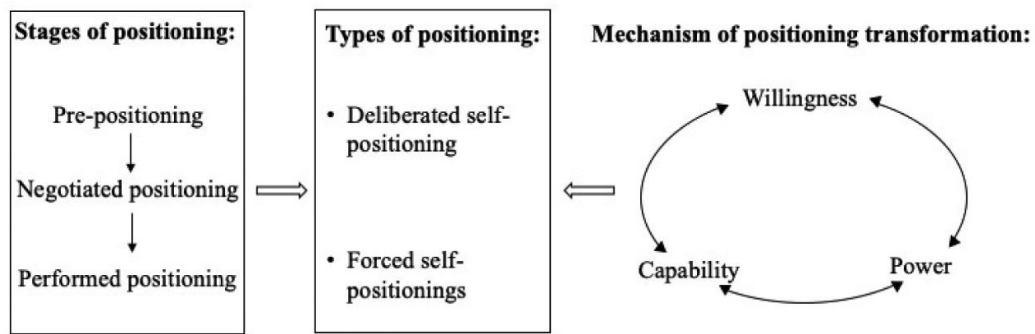 Stages of positioning:
Pre-positioning
Negotiated positioning
Performed positioning
Types of positioning:
• Deliberated self-
positioning
• Forced self-
positionings
Mechanism of positioning transformation:
Willingness
Capability
Power